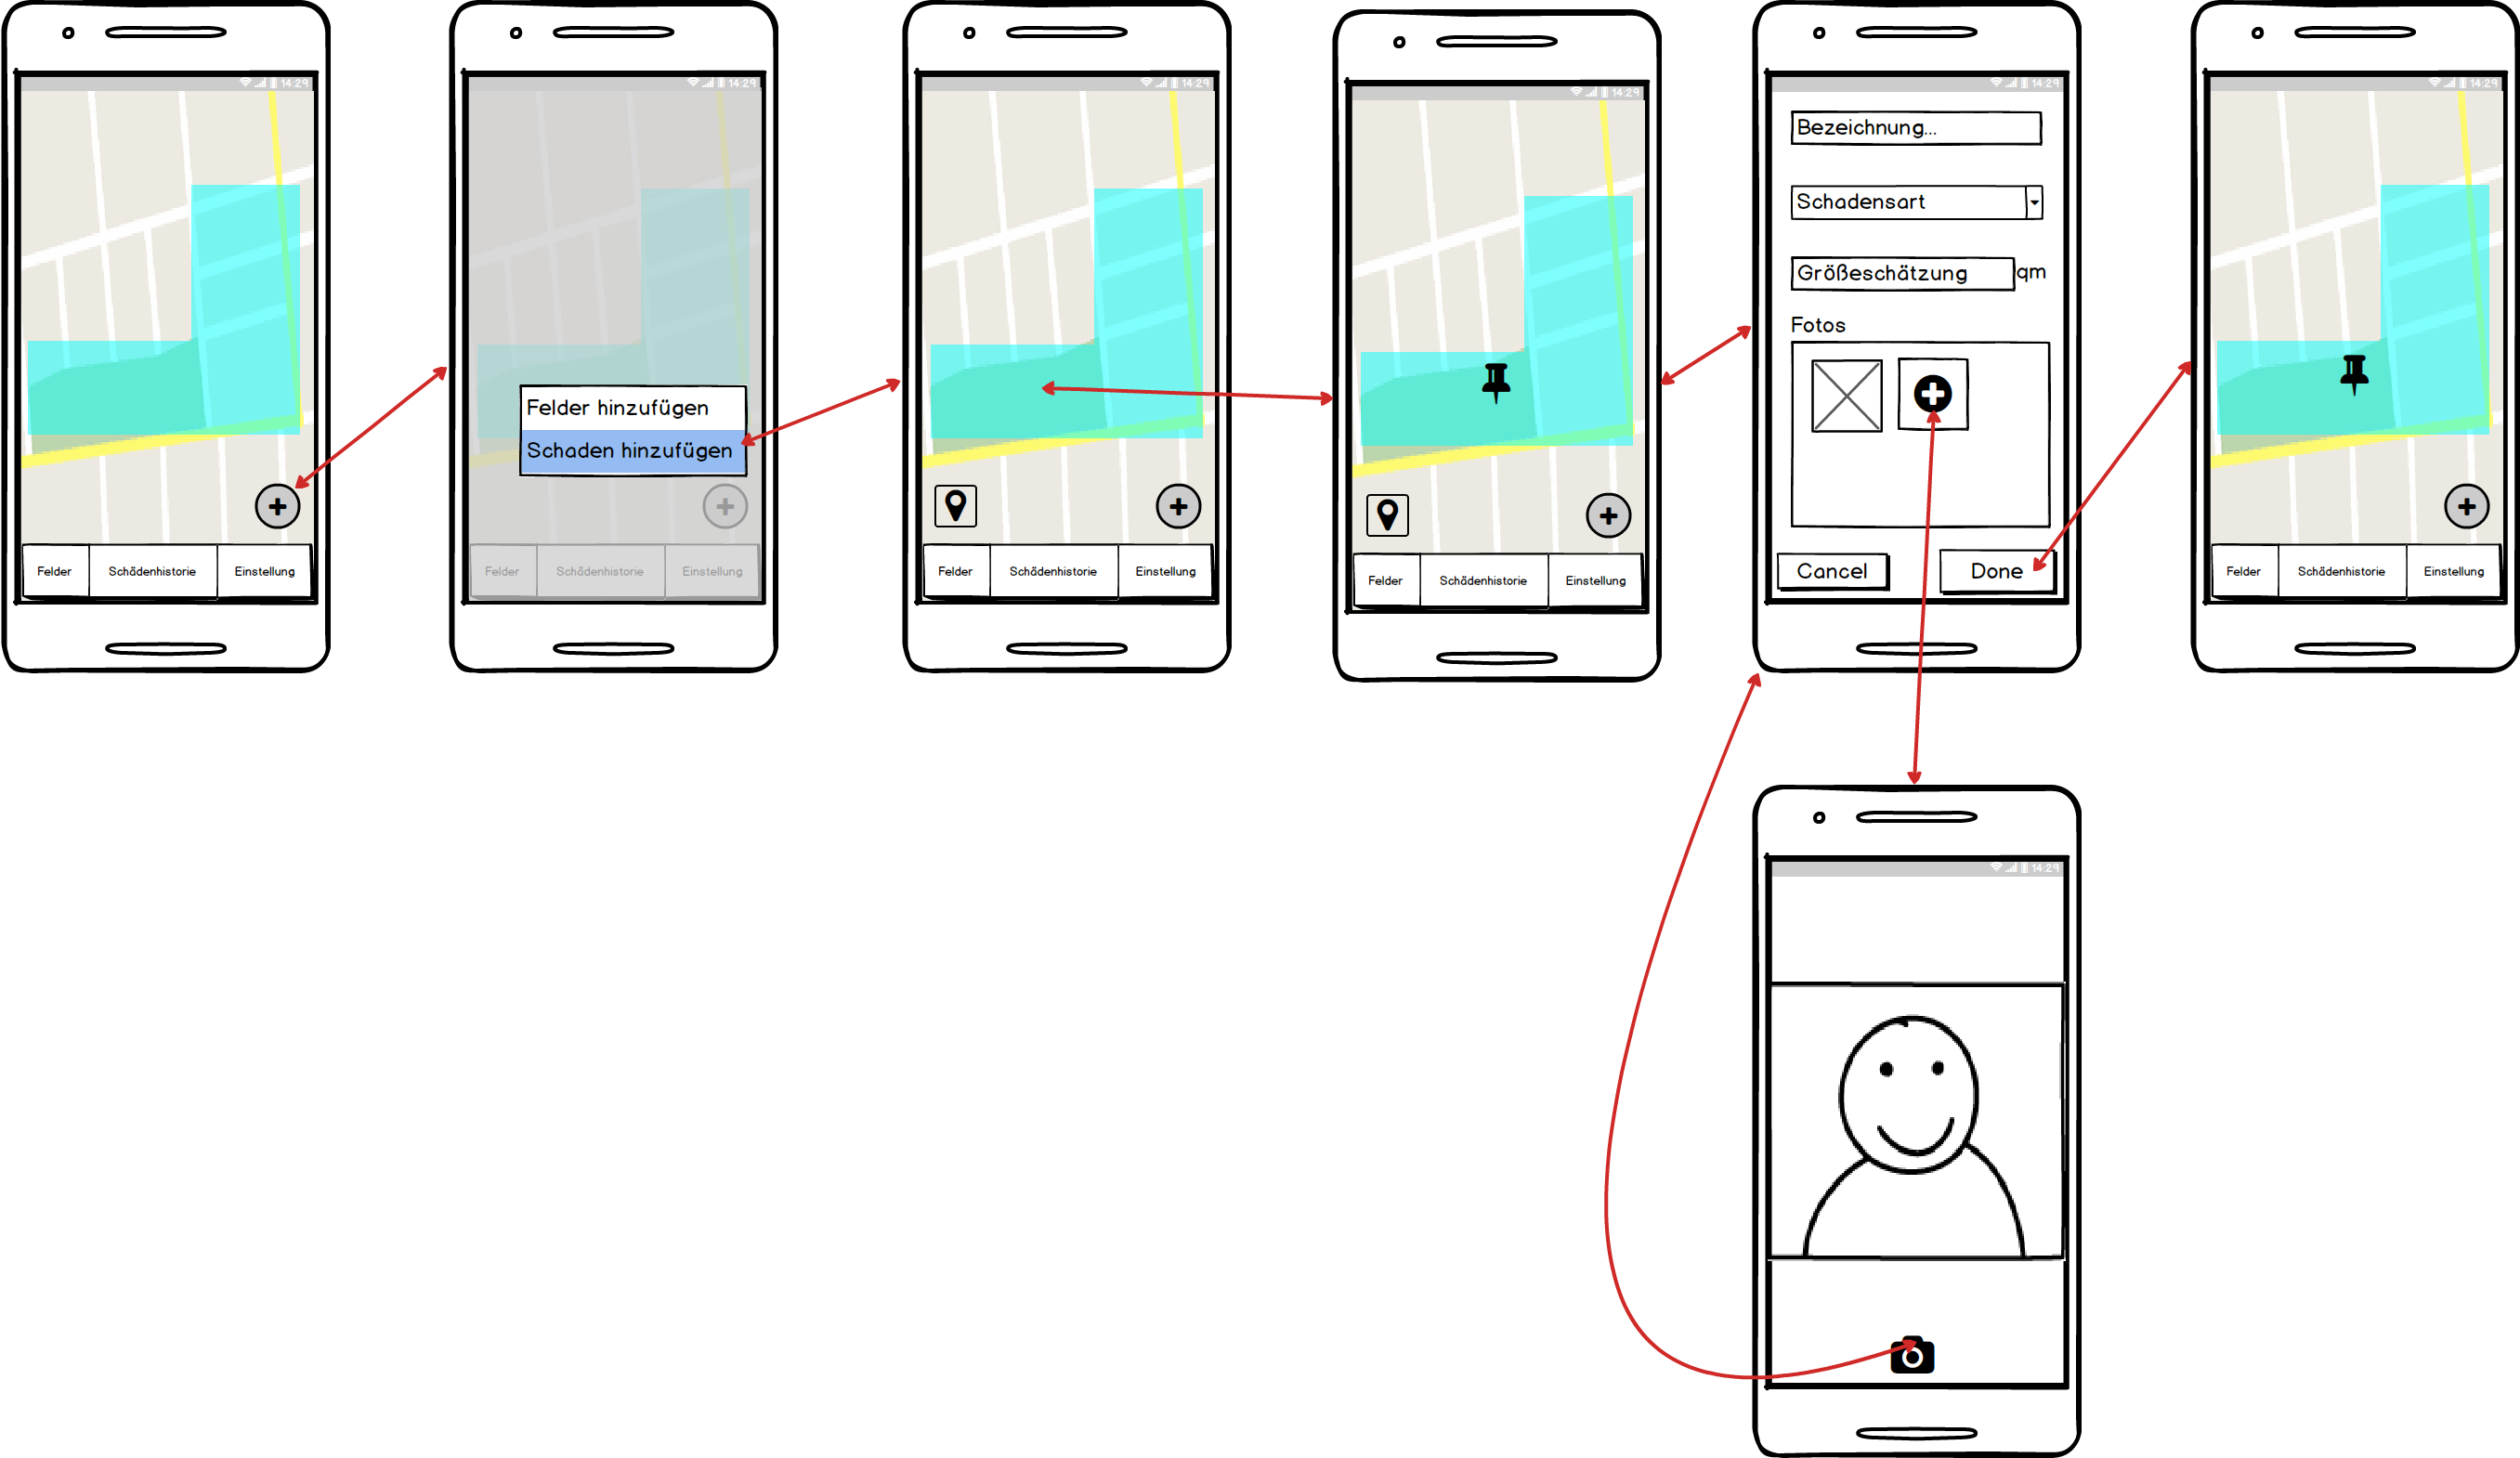 14:29
Felder
Schädenhistorie
Einstellung
14:29
Felder hinzufügen
Schaden hinzufügen
Felder
Schädenhistorie
Einstellung
14:29
Felder
Schädenhistorie
Einstellung
14:29
Felder
Schädenhistorie
Einstellung
14:29
Bezeichnung...
Schadensart
Größeschätzung qm
Fotos
Cancel
Done
14:29
Felder
Schädenhistorie
Einstellung
14:29